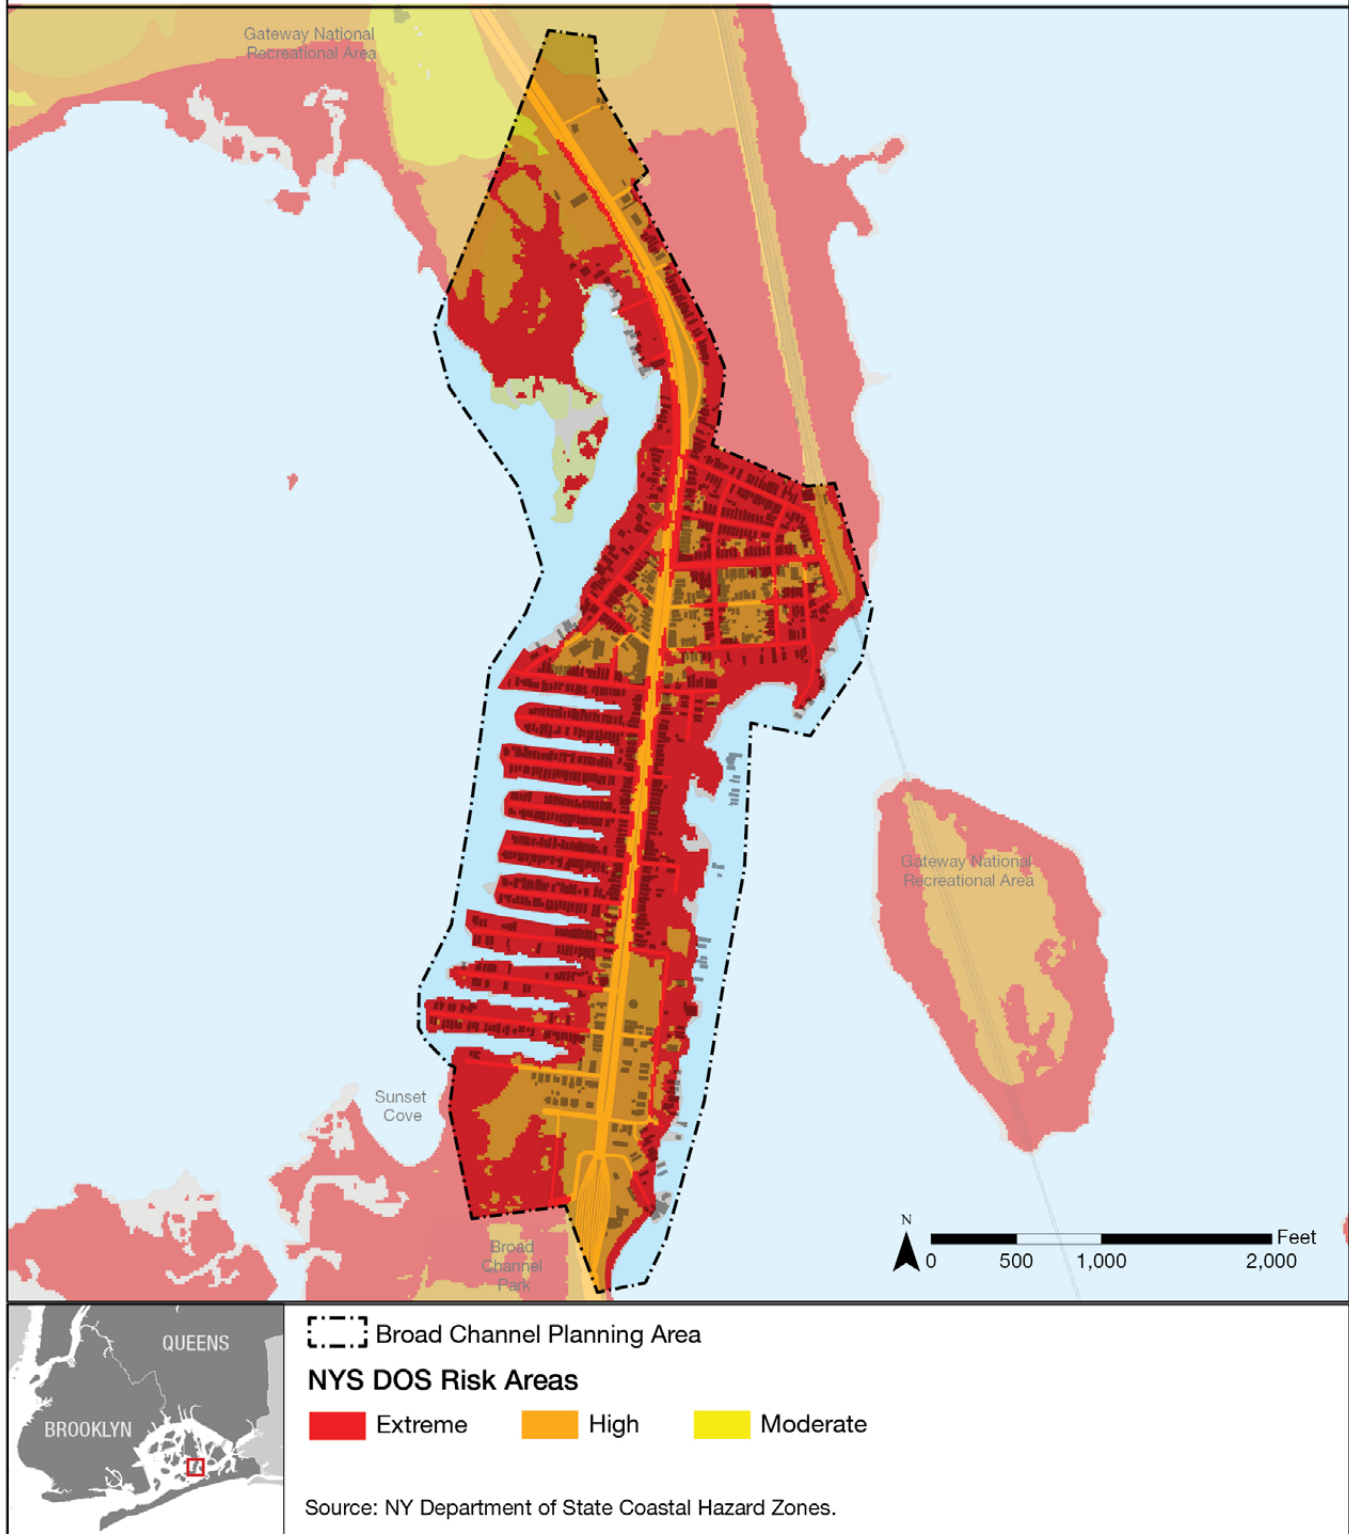 Gateway National
Recreational Area
Gateway National
Recreational Area
Sunset
Cove
Broad
Channel
Park
N
0 500 1,000 2,000 Feet
QUEENS
BROOKLYN
Broad Channel Planning Area
NYS DOS Risk Areas
Extreme High Moderate
Source: NY Department of State Coastal Hazard Zones.